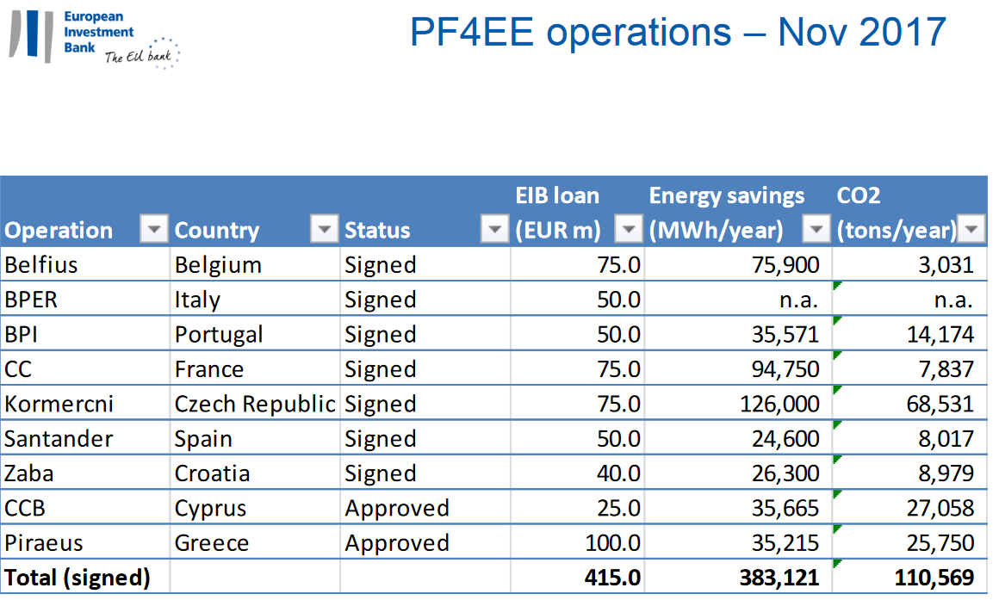 European
Investment
Bank The EU bank
PF4EE operations – Nov 2017
EIB loan Energy savings CO2
Operation Country Status (EUR m) (MWh/year) (tons/year)
Belfius Belgium Signed 75.0 75,900 3,031
BPER Italy Signed 50.0 n.a. n.a.
BPI Portugal Signed 50.0 35,571 14,174
CC France Signed 75.0 94,750 7,837
Kormercni Czech Republic Signed 75.0 126,000 68,531
Santander Spain Signed 50.0 24,600 8,017
Zaba Croatia Signed 40.0 26,300 8,979
CCB Cyprus Approved 25.0 35,665 27,058
Piraeus Greece Approved 100.0 35,215 25,750
Total (signed) 415.0 383,121 110,569